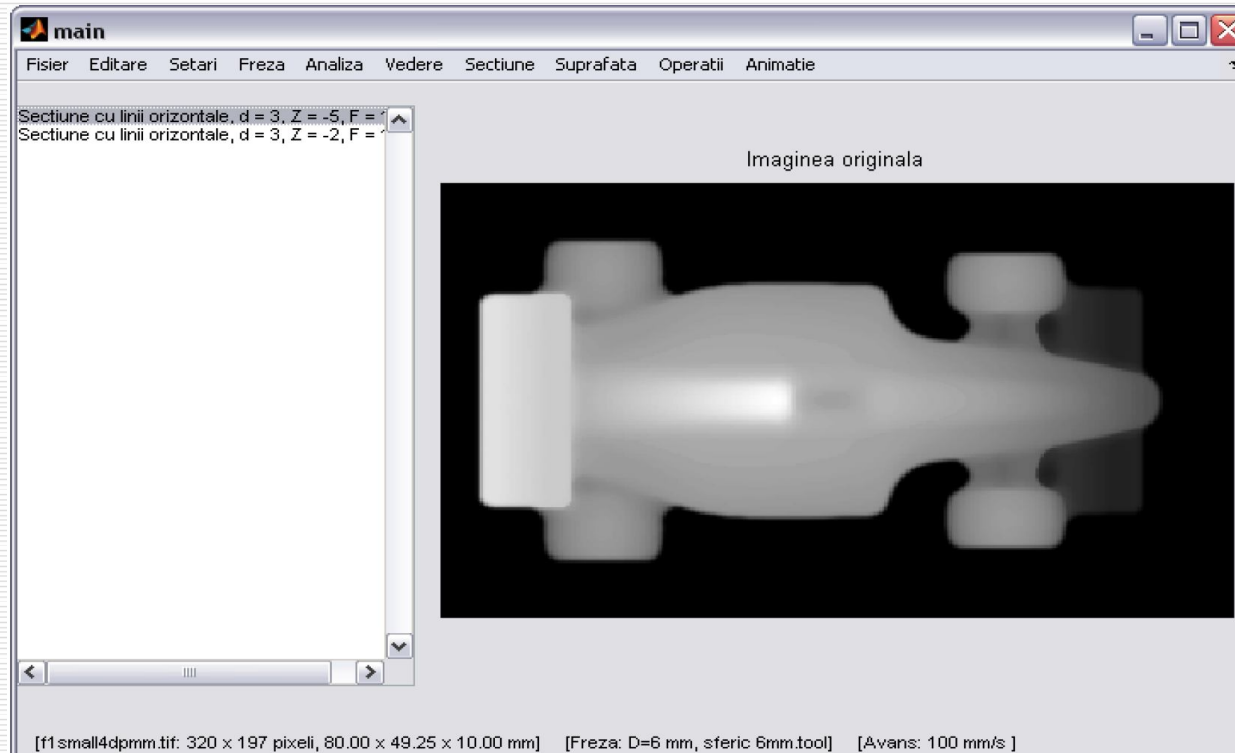 main
Fisier Editare Setari Freza Analiza Vedere Sectiune Suprafata Operatii Animatie
Sectiune cu linii orizontale, d = 3, Z = -5, F =
Sectiune cu linii orizontale, d = 3, Z = -2, F =
Imaginea originala
[f1small4dpmm.tif: 320 x 197 pixeli, 80.00 x 49.25 x 10.00 mm] [Freza: D=6 mm, sferic 6mm.tool] [Avans: 100 mm/s ]